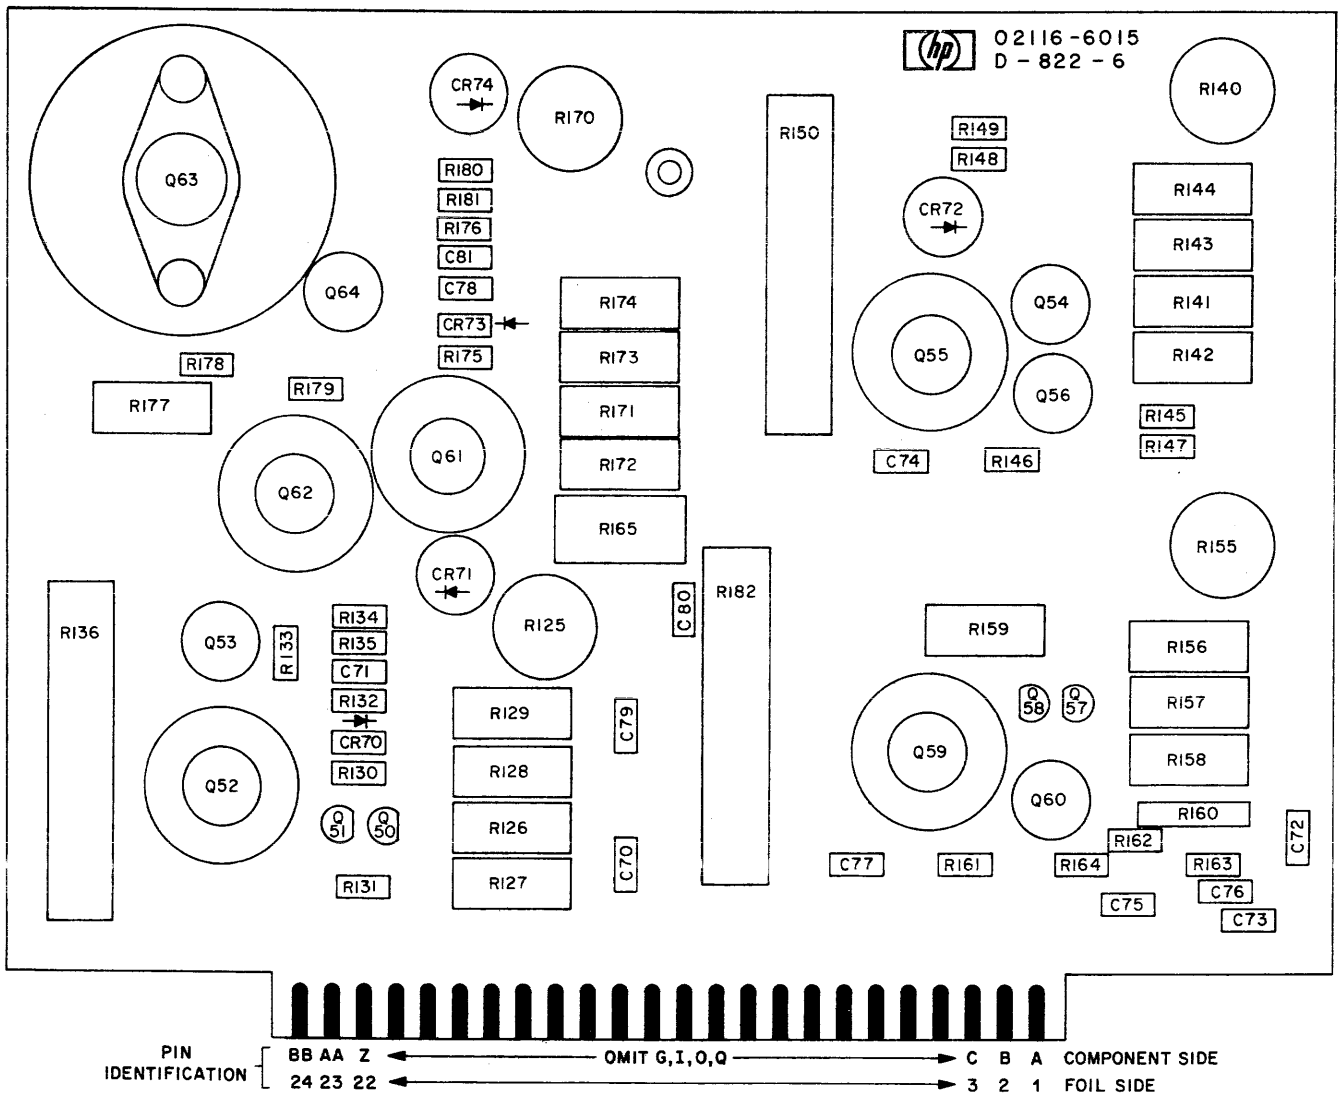 hp 02116-6015
D-822-6
CR74
R170
R140
R150
R149
R148
R180
R181
R176
C81
C78
CR73
R175
Q63
Q64
CR72
R144
R143
R141
R142
R174
R173
R171
R172
R165
Q54
Q55
Q56
R145
R147
C74
R146
R178
R177
R179
Q61
Q62
CR71
R125
R155
C80
R182
R136
Q53
R133
R134
R135
C71
R132
CR70
R130
R159
R156
R157
R158
Q
58
Q
57
R129
R128
R126
R127
C79
C70
Q52
Q
51
Q
50
R131
Q59
Q60
R160
R162
C72
C77
R161
R164
R163
C76
C75
C73
PIN
IDENTIFICATION
BB AA Z OMIT G,I,O,Q C B A COMPONENT SIDE
24 23 22 3 2 1 FOIL SIDE